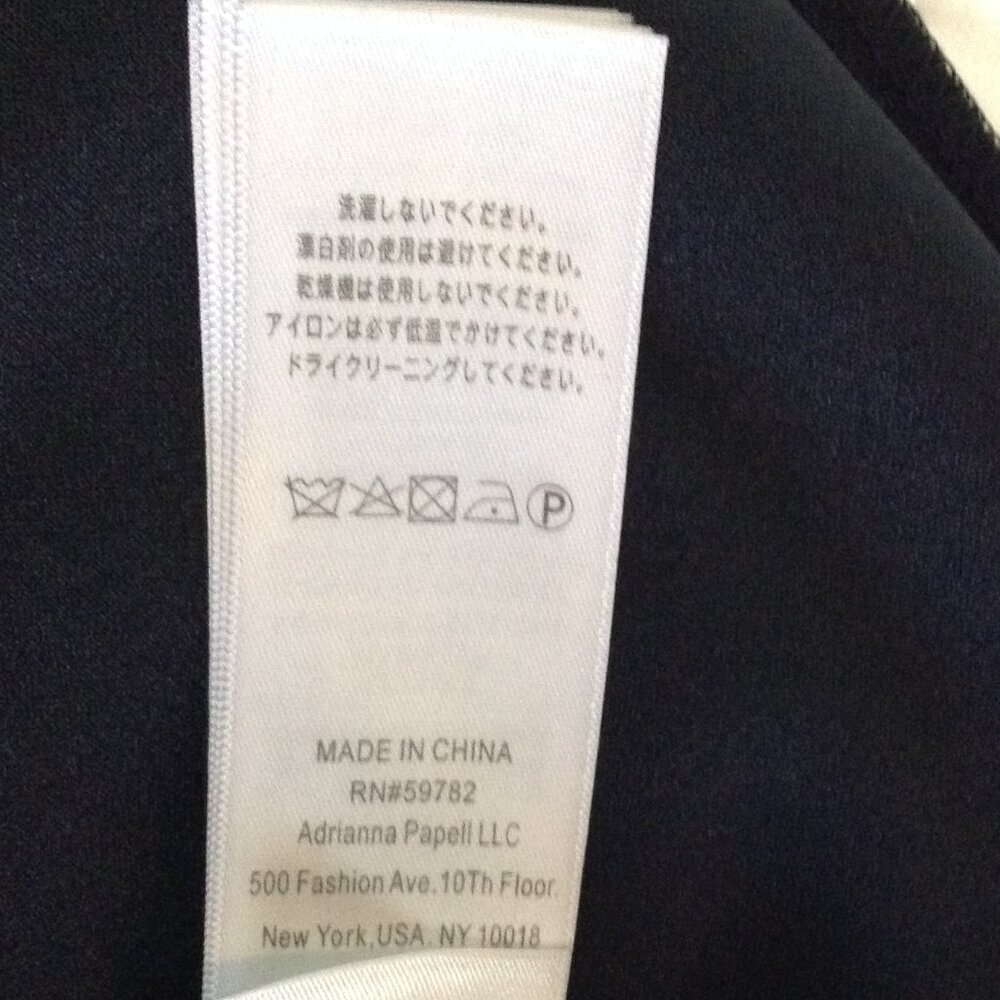 洗濯しないでください。
漂白剤の使用は避けてください。
乾燥機は使用しないでください。
アイロンは必ず低温でかけてください。
ドライクリーニングしてください。
P
MADE IN CHINA
RN#59782
Adrianna Papell LLC
500 Fashion Ave.10Th Floor.
New York,USA. NY 10018